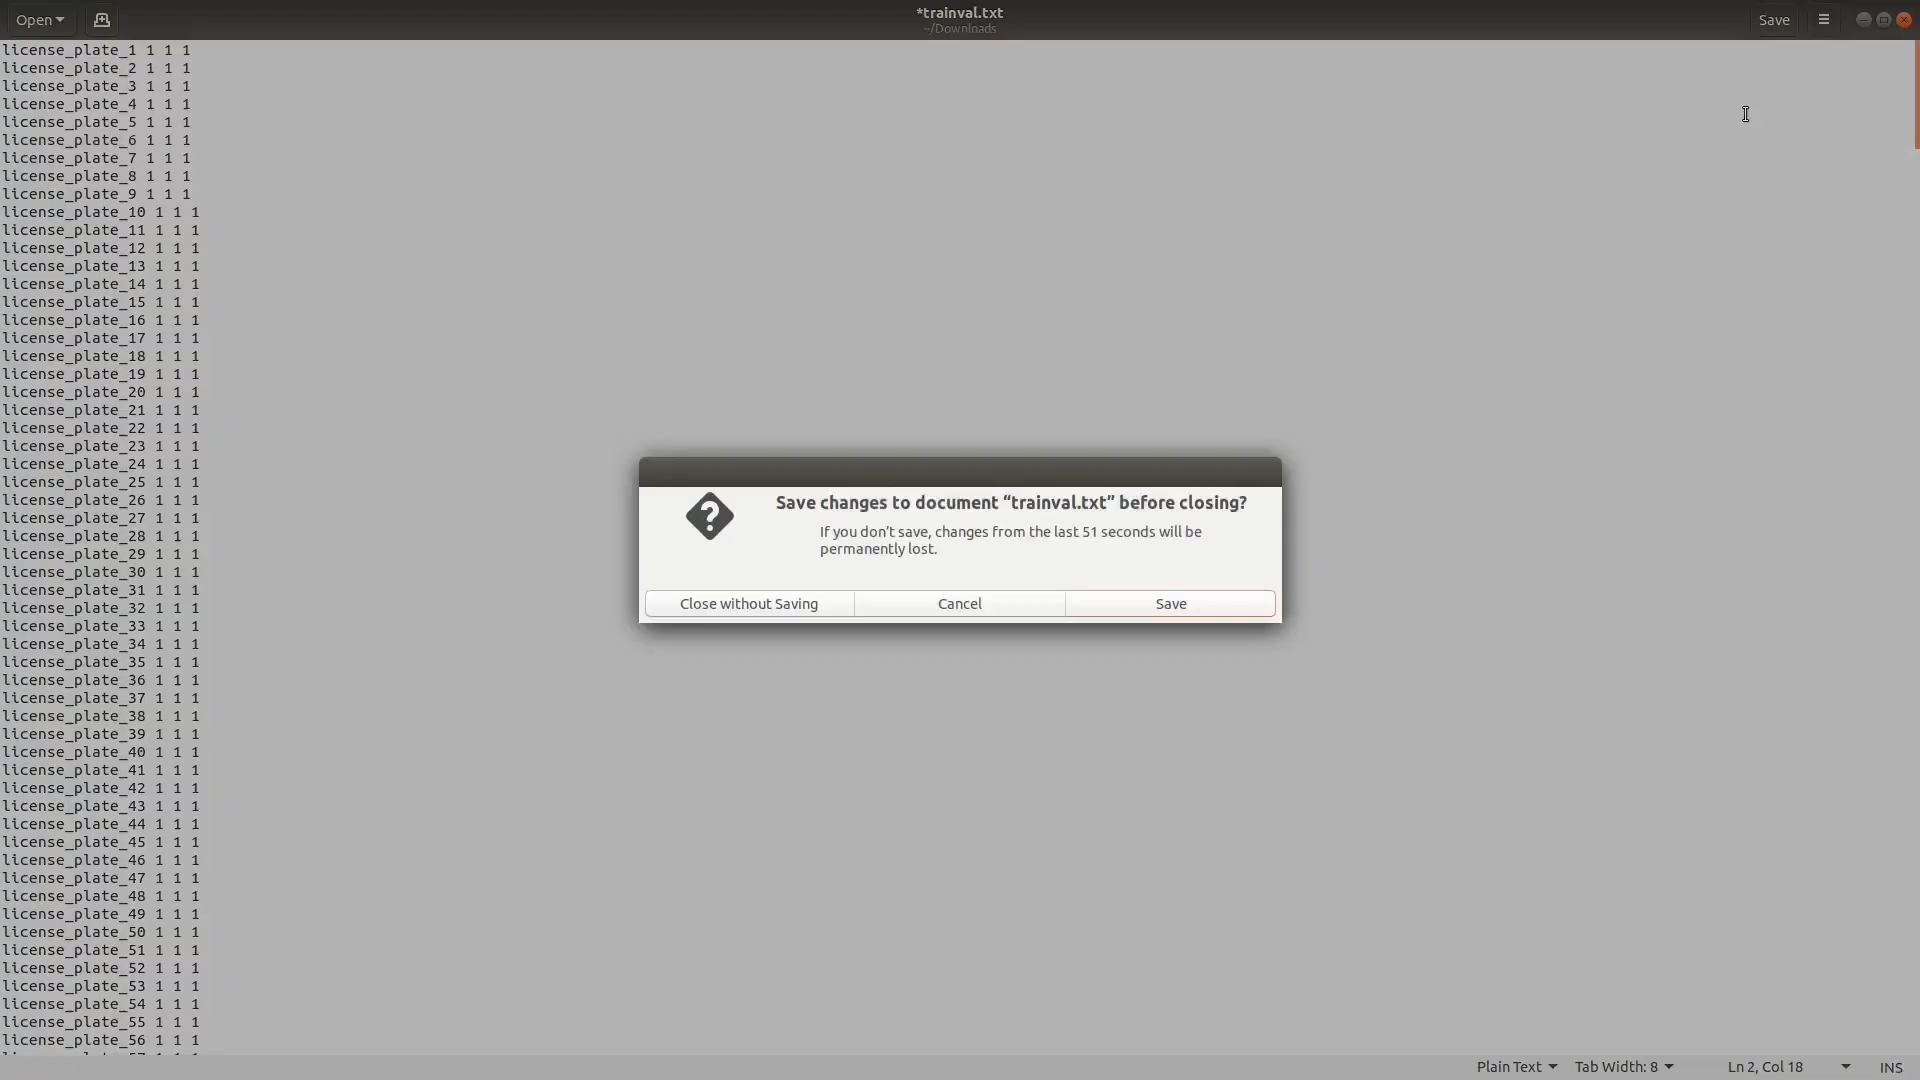 Open
*trainval.txt
~/Downloads
Save
license_plate_1 1 1 1
license_plate_2 1 1 1
license_plate_3 1 1 1
license_plate_4 1 1 1
license_plate_5 1 1 1
license_plate_6 1 1 1
license_plate_7 1 1 1
license_plate_8 1 1 1
license_plate_9 1 1 1
license_plate_10 1 1 1
license_plate_11 1 1 1
license_plate_12 1 1 1
license_plate_13 1 1 1
license_plate_14 1 1 1
license_plate_15 1 1 1
license_plate_16 1 1 1
license_plate_17 1 1 1
license_plate_18 1 1 1
license_plate_19 1 1 1
license_plate_20 1 1 1
license_plate_21 1 1 1
license_plate_22 1 1 1
license_plate_23 1 1 1
license_plate_24 1 1 1
license_plate_25 1 1 1
license_plate_26 1 1 1
license_plate_27 1 1 1
license_plate_28 1 1 1
license_plate_29 1 1 1
license_plate_30 1 1 1
license_plate_31 1 1 1
license_plate_32 1 1 1
license_plate_33 1 1 1
license_plate_34 1 1 1
license_plate_35 1 1 1
license_plate_36 1 1 1
license_plate_37 1 1 1
license_plate_38 1 1 1
license_plate_39 1 1 1
license_plate_40 1 1 1
license_plate_41 1 1 1
license_plate_42 1 1 1
license_plate_43 1 1 1
license_plate_44 1 1 1
license_plate_45 1 1 1
license_plate_46 1 1 1
license_plate_47 1 1 1
license_plate_48 1 1 1
license_plate_49 1 1 1
license_plate_50 1 1 1
license_plate_51 1 1 1
license_plate_52 1 1 1
license_plate_53 1 1 1
license_plate_54 1 1 1
license_plate_55 1 1 1
license_plate_56 1 1 1
Save changes to document “trainval.txt” before closing?
If you don’t save, changes from the last 51 seconds will be
permanently lost.
Close without Saving
Cancel
Save
Plain Text
Tab Width: 8
Ln 2, Col 18
INS